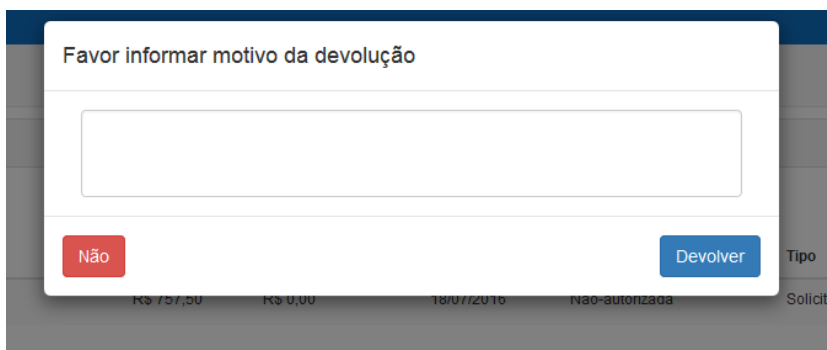 Favor informar motivo da devolução
Não
Devolver
Tipo
R$ 757,50 R$ 0,00 18/07/2016 Não-autorizada Solicit